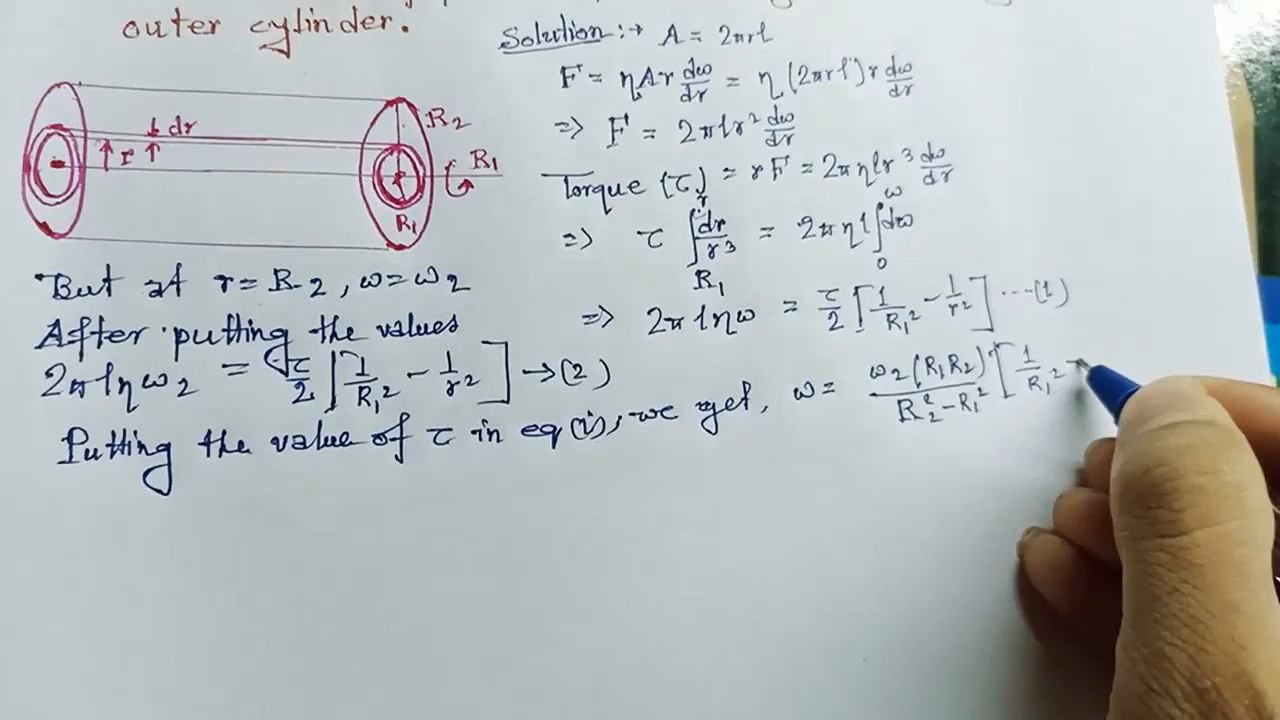 outer cylinder.
Solution :→ A = 2πrl
F = ηAr dω/dr = η (2πrl) r dω/dr
=> F = 2πlr² dω/dr
Torque (τ) = rF = 2πηlr³ dω/dr
=> τ ∫_{R₁}^{r} dr/r³ = 2πηl ∫_{0}^{ω} dω
=> 2πlηω = τ/2 [1/R₁² - 1/r²] ...(1)
dr
r
R₂
R₁
R₁
But at r = R₂, ω = ω₂
After putting the values
2πlηω₂ = τ/2 [1/R₁² - 1/r²] → (2)
Putting the value of τ in eq (i), we get, ω = ω₂(R₁R₂)²/(R₂² - R₁²) [1/R₁² -